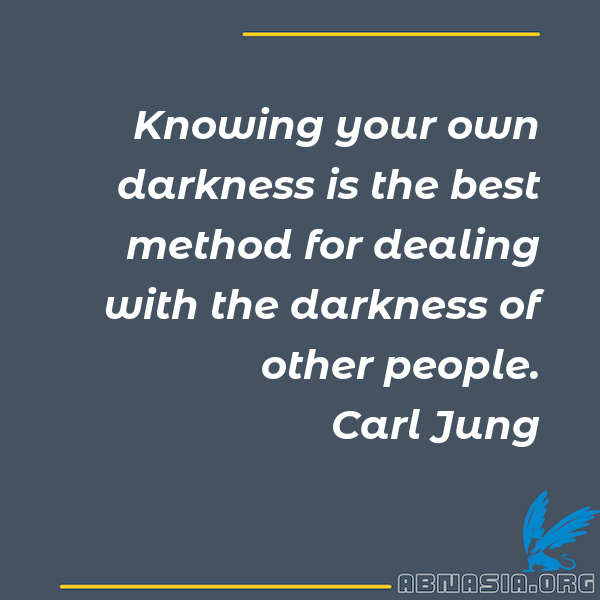 Knowing your own
darkness is the best
method for dealing
with the darkness of
other people.
Carl Jung
ABNASIA.ORG